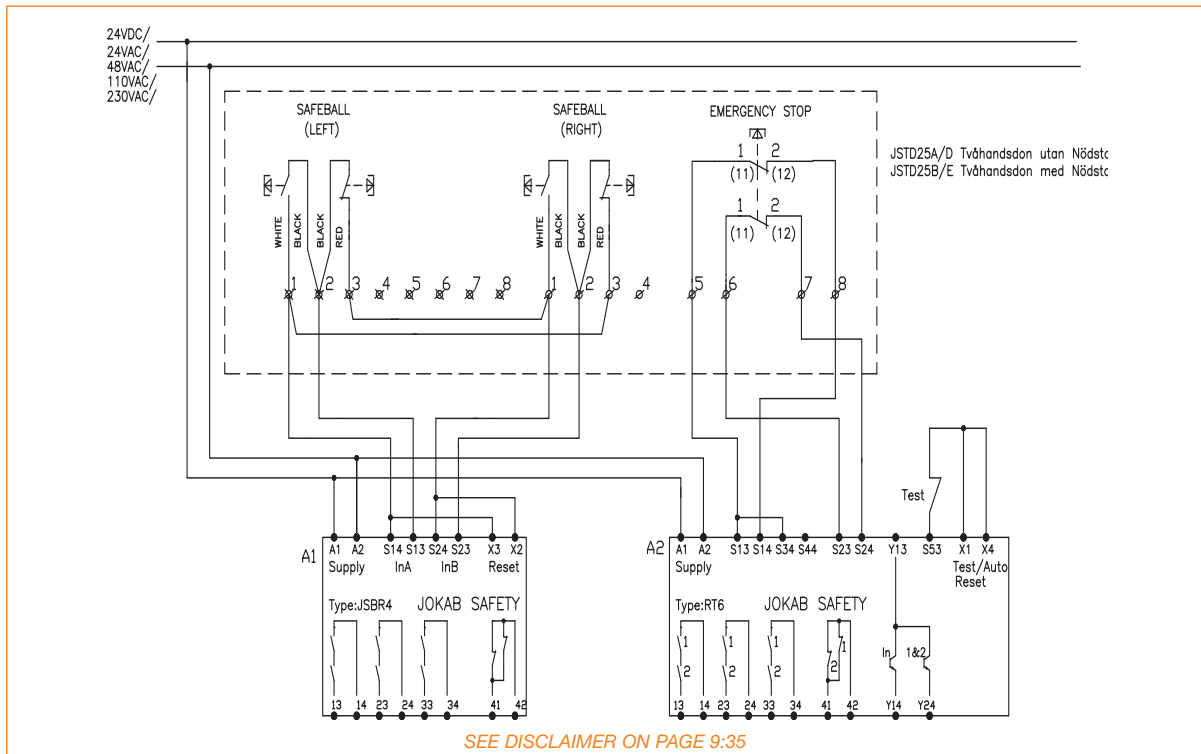 24VDC/
24VAC/
48VAC/
110VAC/
230VAC/
SAFEBALL
(LEFT)
SAFEBALL
(RIGHT)
EMERGENCY STOP
JSTD25A/D Tvåhandsdon utan Nödsto
JSTD25B/E Tvåhandsdon med Nödsto
1 2
(11) (12)
1 2
(11) (12)
WHITE BLACK BLACK RED
WHITE BLACK BLACK RED
1 2 3 4 5 6 7 8
1 2 3 4
5 6 7 8
Test
A1
A1 A2 S14 S13 S24 S23 X3 X2
Supply InA InB Reset
Type:JSBR4 JOKAB SAFETY
13 14 23 24 33 34 41 42
A2
A1 A2 S13 S14 S34 S44 S23 S24 Y13 S53 X1 X4
Supply Test/Auto
Reset
Type:RT6 JOKAB SAFETY
1 1 1 1 In 1&2
2 2 2 2
13 14 23 24 33 34 41 42 Y14 Y24
SEE DISCLAIMER ON PAGE 9:35